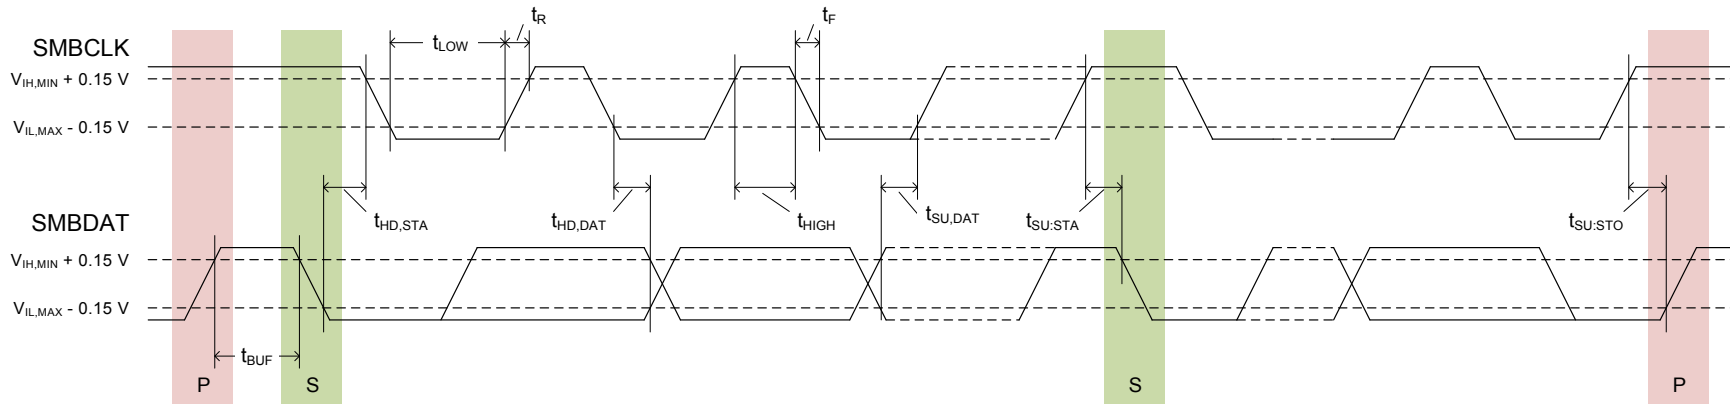 tR
tF
SMBCLK
tLOW
VIH,MIN + 0.15 V
VIL,MAX - 0.15 V
tHD,STA
tHD,DAT
tHIGH
tSU,DAT
tSU:STA
tSU:STO
SMBDAT
VIH,MIN + 0.15 V
VIL,MAX - 0.15 V
tBUF
P
S
S
P